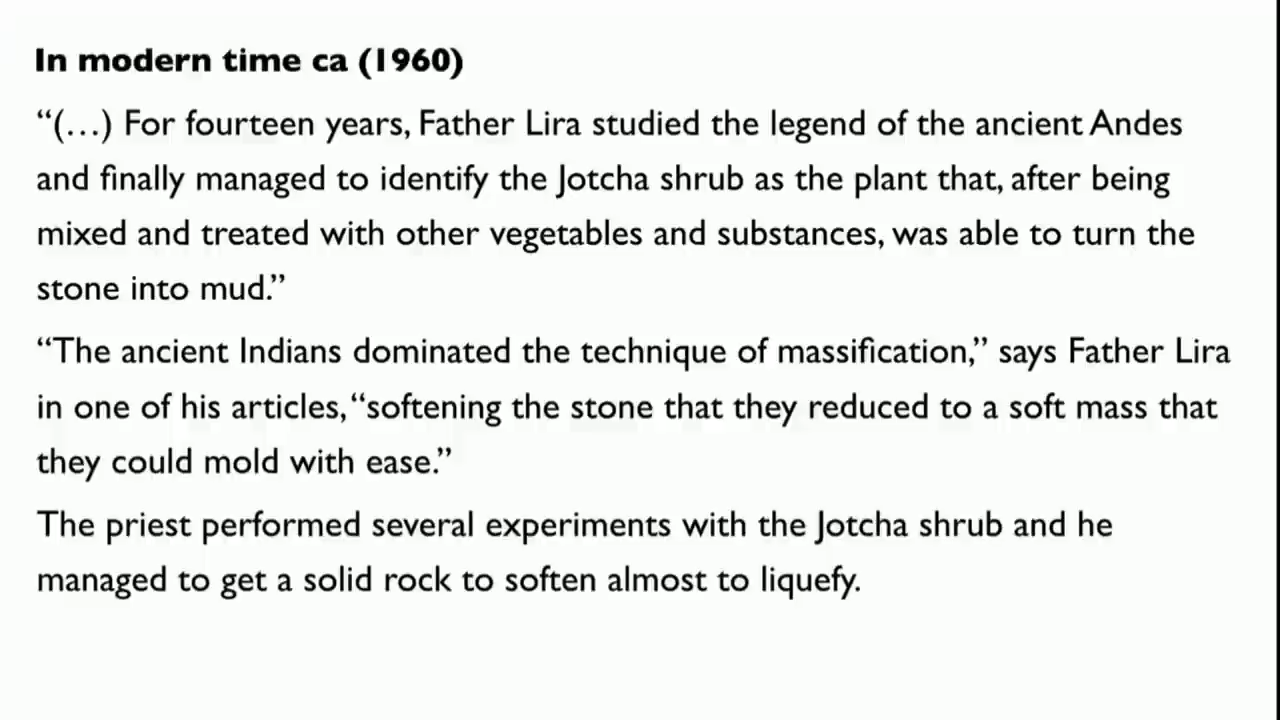 In modern time ca (1960)
“(…) For fourteen years, Father Lira studied the legend of the ancient Andes
and finally managed to identify the Jotcha shrub as the plant that, after being
mixed and treated with other vegetables and substances, was able to turn the
stone into mud.”
“The ancient Indians dominated the technique of massification,” says Father Lira
in one of his articles, “softening the stone that they reduced to a soft mass that
they could mold with ease.”
The priest performed several experiments with the Jotcha shrub and he
managed to get a solid rock to soften almost to liquefy.